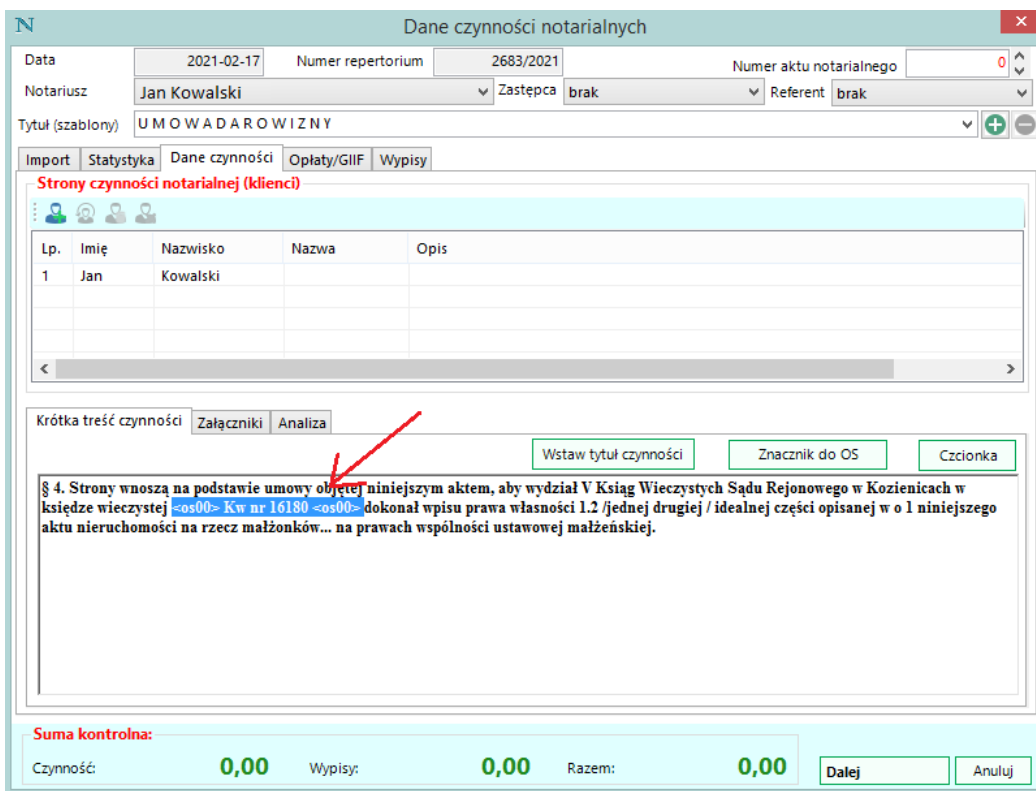 N Dane czynności notarialnych ×
Data 2021-02-17 Numer repertorium 2683/2021 Numer aktu notarialnego 0
Notariusz Jan Kowalski Zastępca brak Referent brak
Tytuł (szablony) U M O W A D A R O W I Z N Y
Import Statystyka Dane czynności Opłaty/GIIF Wypisy
Strony czynności notarialnej (klienci)
Lp. Imię Nazwisko Nazwa Opis
1 Jan Kowalski
Krótka treść czynności Załączniki Analiza
Wstaw tytuł czynności Znacznik do OS Czcionka
§ 4. Strony wnoszą na podstawie umowy objętej niniejszym aktem, aby wydział V Ksiąg Wieczystych Sądu Rejonowego w Kozienicach w
księdze wieczystej <os00> Kw nr 16180 <os00> dokonał wpisu prawa własności 1.2 /jednej drugiej / idealnej części opisanej w o 1 niniejszego
aktu nieruchomości na rzecz małżonków... na prawach wspólności ustawowej małżeńskiej.
Suma kontrolna:
Czynność: 0,00 Wypisy: 0,00 Razem: 0,00 Dalej Anuluj